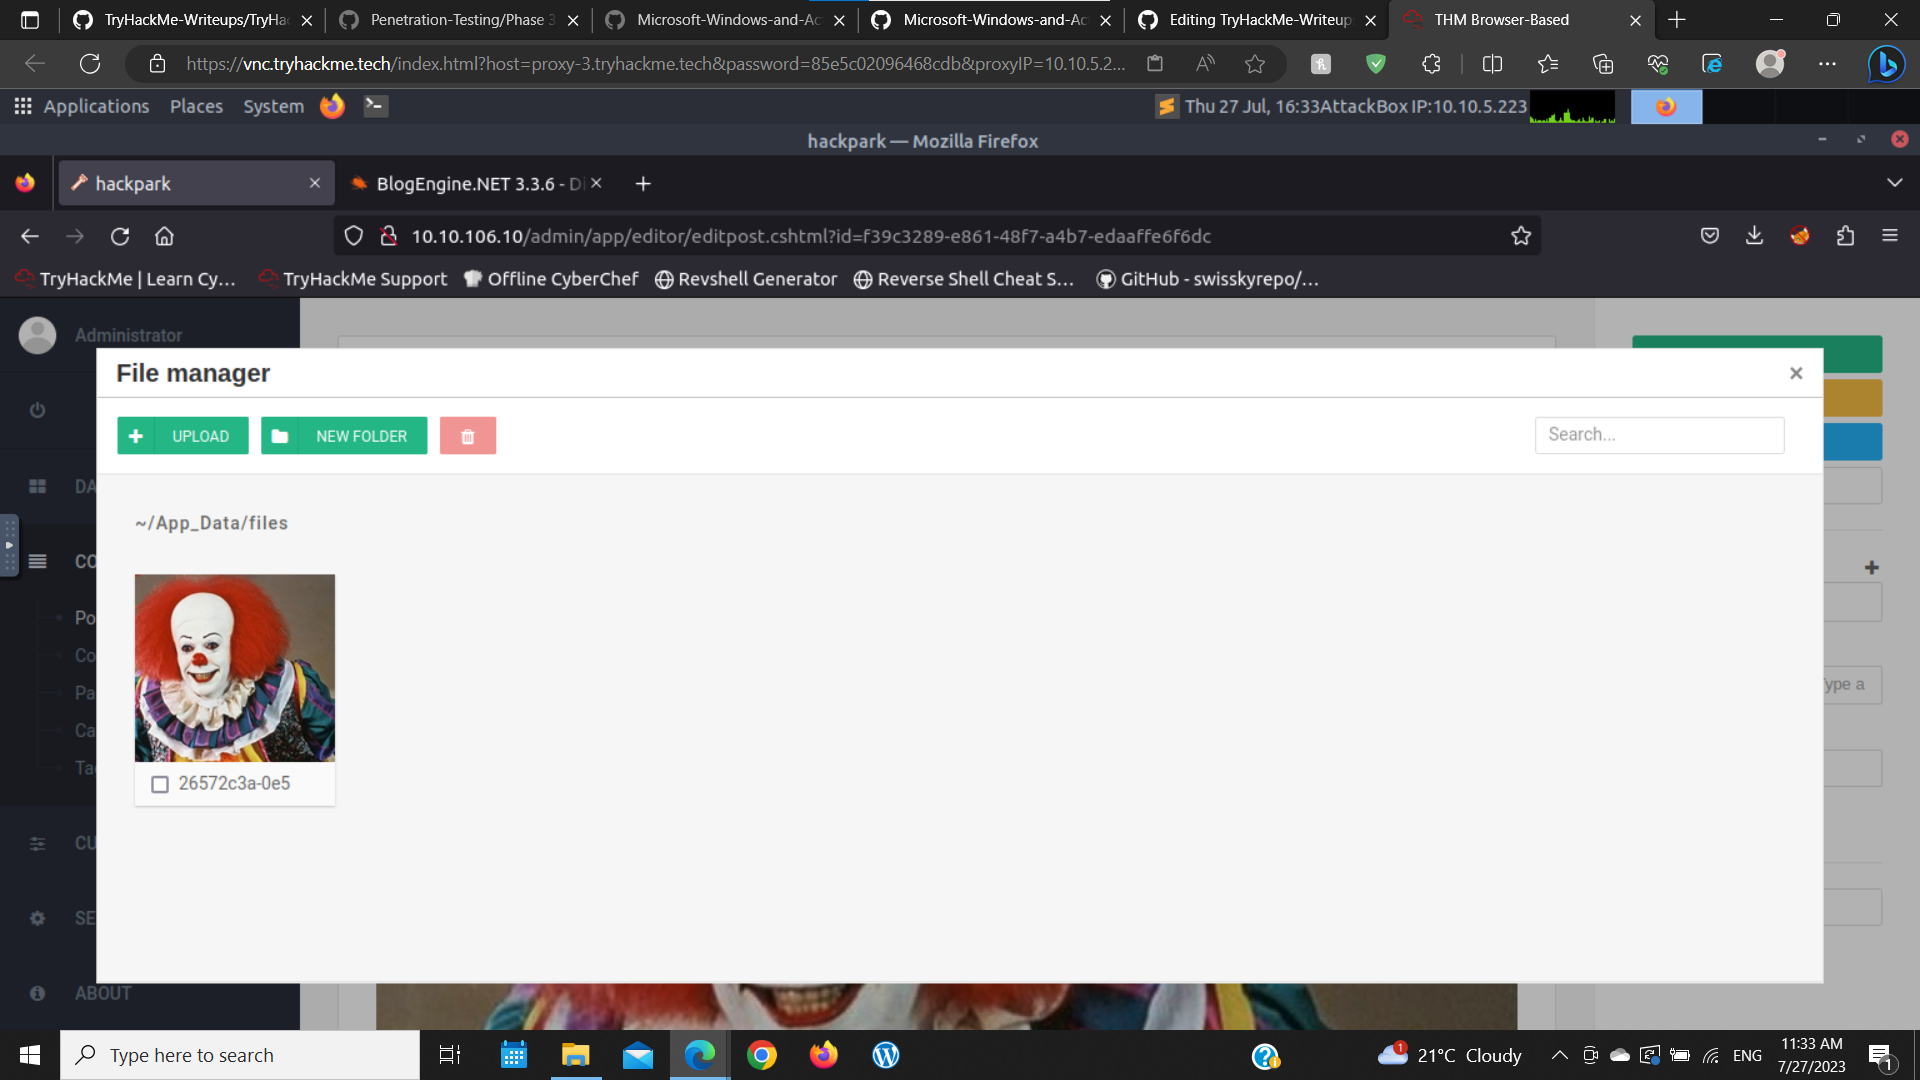 TryHackMe-Writeups/TryHa
Penetration-Testing/Phase 3
Microsoft-Windows-and-Ac
Microsoft-Windows-and-Ac
Editing TryHackMe-Writeup
THM Browser-Based
https://vnc.tryhackme.tech/index.html?host=proxy-3.tryhackme.tech&password=85e5c02096468cdb&proxyIP=10.10.5.2...
Applications Places System
Thu 27 Jul, 16:33 AttackBox IP:10.10.5.223
hackpark — Mozilla Firefox
hackpark
BlogEngine.NET 3.3.6 - Di
10.10.106.10/admin/app/editor/editpost.cshtml?id=f39c3289-e861-48f7-a4b7-edaaffe6f6dc
TryHackMe | Learn Cy...
TryHackMe Support
Offline CyberChef
Revshell Generator
Reverse Shell Cheat S...
GitHub - swisskyrepo/...
Administrator
File manager
UPLOAD
NEW FOLDER
Search...
DA
~/App_Data/files
CO
Po
Co
Pa
ype a
Ca
Ta
26572c3a-0e5
CU
SE
ABOUT
Type here to search
1
21°C Cloudy
ENG
11:33 AM
7/27/2023
1